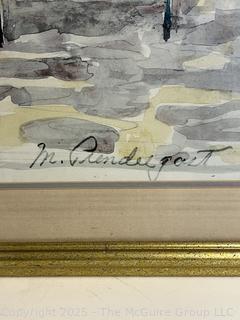 M. Prendergast
Copyright 2025 - The McGuire Group LLC